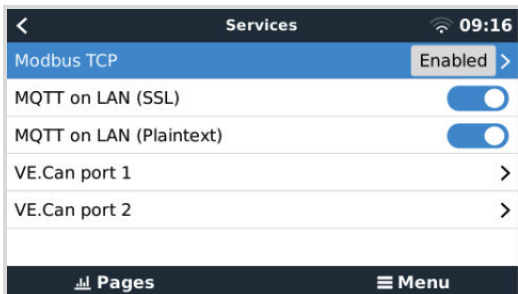 Services 09:16
Modbus TCP Enabled
MQTT on LAN (SSL)
MQTT on LAN (Plaintext)
VE.Can port 1
VE.Can port 2
Pages Menu